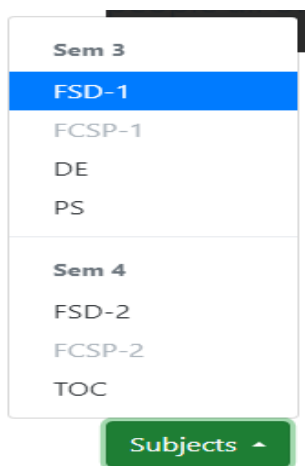 Sem 3
FSD-1
FCSP-1
DE
PS
Sem 4
FSD-2
FCSP-2
TOC
Subjects